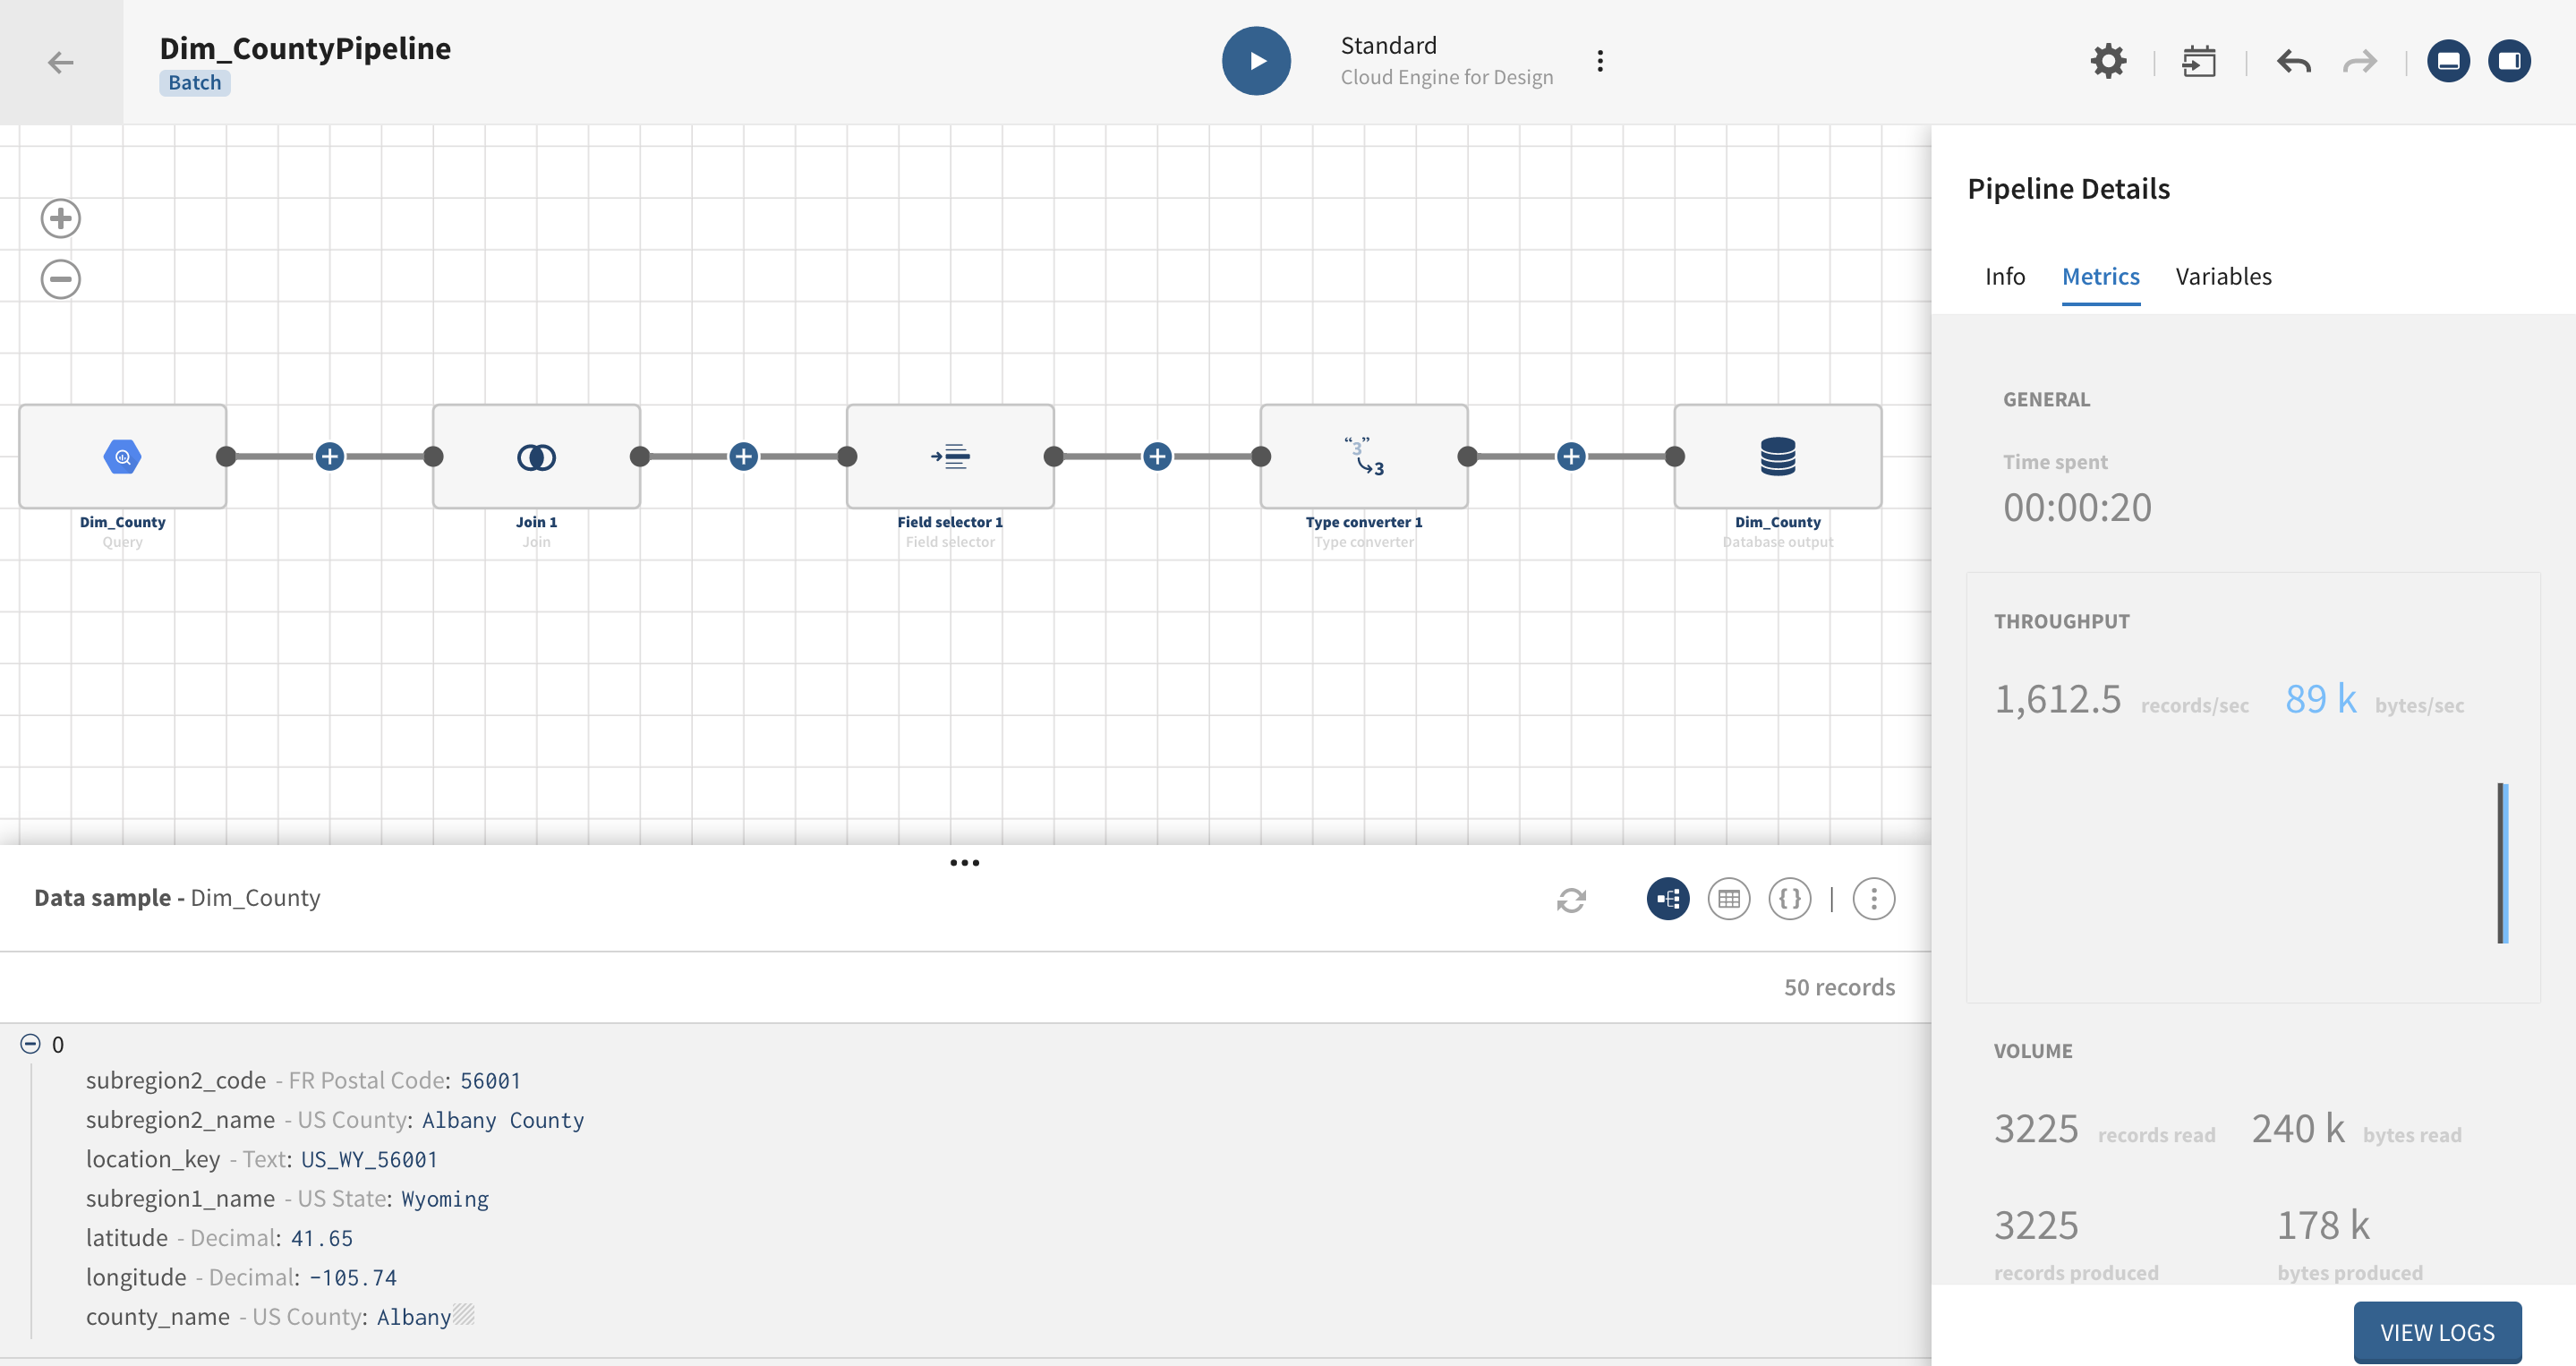 Dim_CountyPipeline
Batch
Standard
Cloud Engine for Design
Dim_County
Query
Join 1
Join
Field selector 1
Field selector
"3"
3
Type converter 1
Type converter
Dim_County
Database output
Data sample - Dim_County
{}
50 records
0
subregion2_code - FR Postal Code: 56001
subregion2_name - US County: Albany County
location_key - Text: US_WY_56001
subregion1_name - US State: Wyoming
latitude - Decimal: 41.65
longitude - Decimal: -105.74
county_name - US County: Albany
Pipeline Details
Info Metrics Variables
GENERAL
Time spent
00:00:20
THROUGHPUT
1,612.5 records/sec 89 k bytes/sec
VOLUME
3225 records read 240 k bytes read
3225 178 k
records produced bytes produced
VIEW LOGS